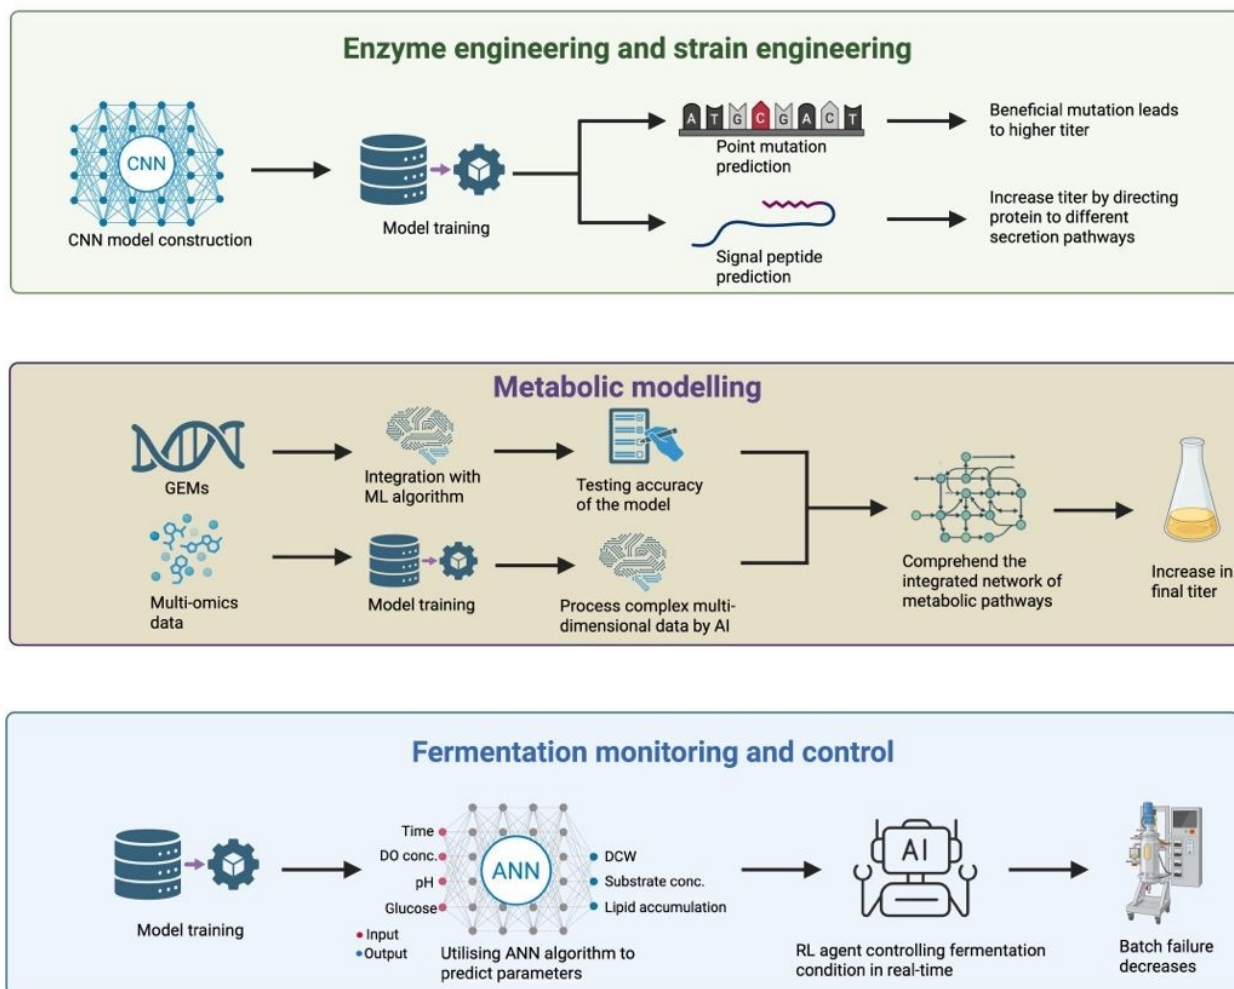 Enzyme engineering and strain engineering
CNN
CNN model construction
Model training
A T G C G A C T
Point mutation
prediction
Beneficial mutation leads
to higher titer
Signal peptide
prediction
Increase titer by directing
protein to different
secretion pathways
Metabolic modelling
GEMs
Integration with
ML algorithm
Testing accuracy
of the model
Multi-omics
data
Model training
Process complex multi-
dimensional data by AI
Comprehend the
integrated network of
metabolic pathways
Increase in
final titer
Fermentation monitoring and control
Model training
Time
DO conc.
pH
Glucose
Input
Output
ANN
DCW
Substrate conc.
Lipid accumulation
Utilising ANN algorithm to
predict parameters
AI
RL agent controlling fermentation
condition in real-time
Batch failure
decreases